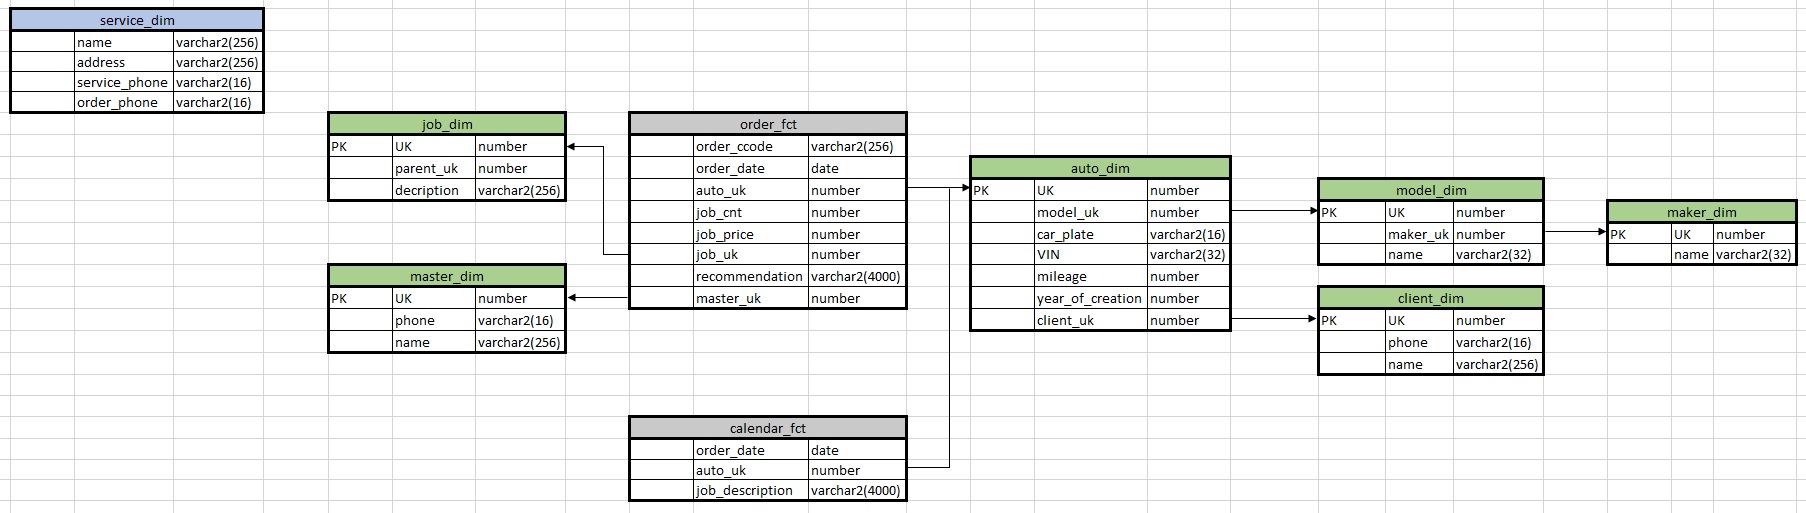 service_dim
name varchar2(256)
address varchar2(256)
service_phone varchar2(16)
order_phone varchar2(16)
job_dim
PK UK number
parent_uk number
decription varchar2(256)
master_dim
PK UK number
phone varchar2(16)
name varchar2(256)
order_fct
order_ccode varchar2(256)
order_date date
auto_uk number
job_cnt number
job_price number
job_uk number
recommendation varchar2(4000)
master_uk number
calendar_fct
order_date date
auto_uk number
job_description varchar2(4000)
auto_dim
PK UK number
model_uk number
car_plate varchar2(16)
VIN varchar2(32)
mileage number
year_of_creation number
client_uk number
model_dim
PK UK number
maker_uk number
name varchar2(32)
client_dim
PK UK number
phone varchar2(16)
name varchar2(256)
maker_dim
PK UK number
name varchar2(32)